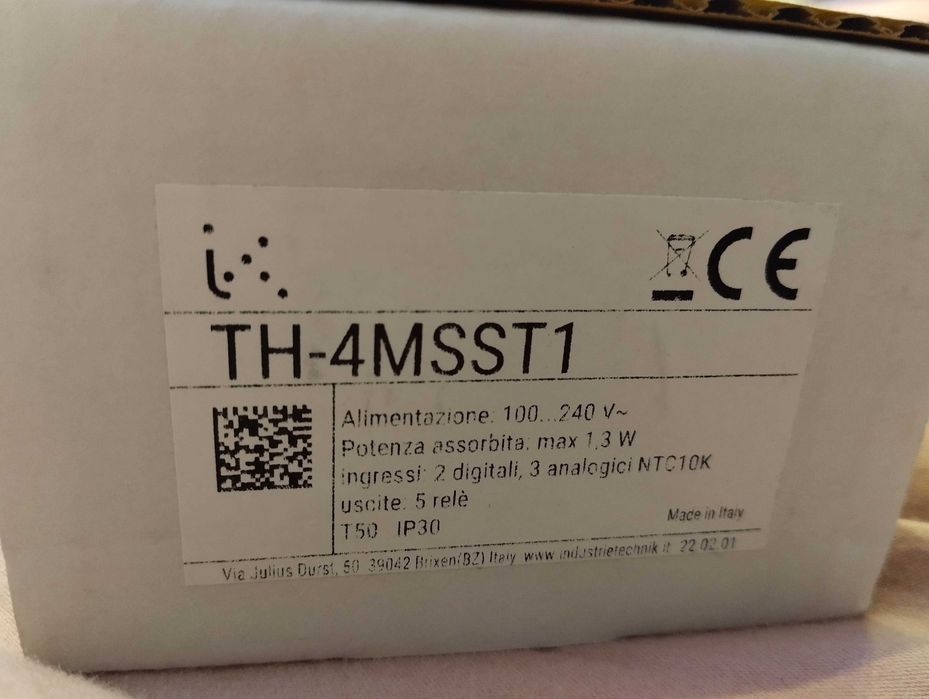 CE
TH-4MSST1
Alimentazione: 100...240 V~
Potenza assorbita: max 1,3 W
ingressi: 2 digitali, 3 analogici NTC10K
uscite: 5 relè
T50 IP30
Made in Italy
Via Julius Durst, 50 39042 Brixen(BZ) Italy www.industrietechnik.it 22.02.01